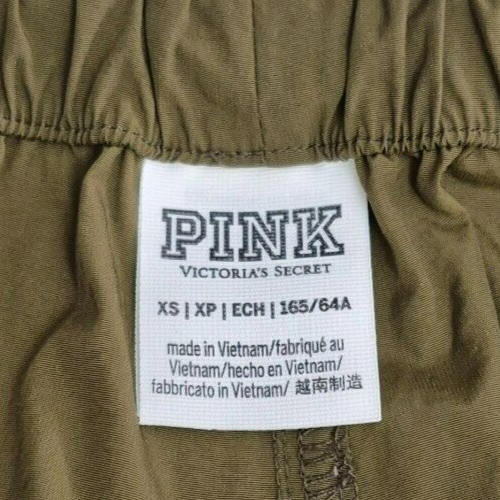 PINK
VICTORIA'S SECRET
XS | XP | ECH | 165/64A
made in Vietnam/fabriqué au
Vietnam/hecho en Vietnam/
fabbricato in Vietnam/ 越南制造